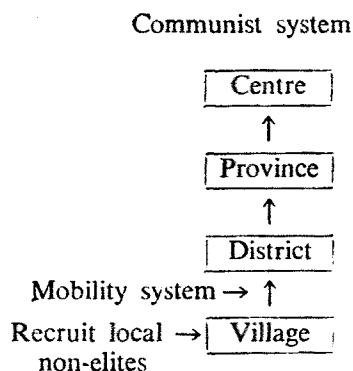 Communist system
Centre
↑
Province
↑
District
Mobility system → ↑
Recruit local → Village
non-elites